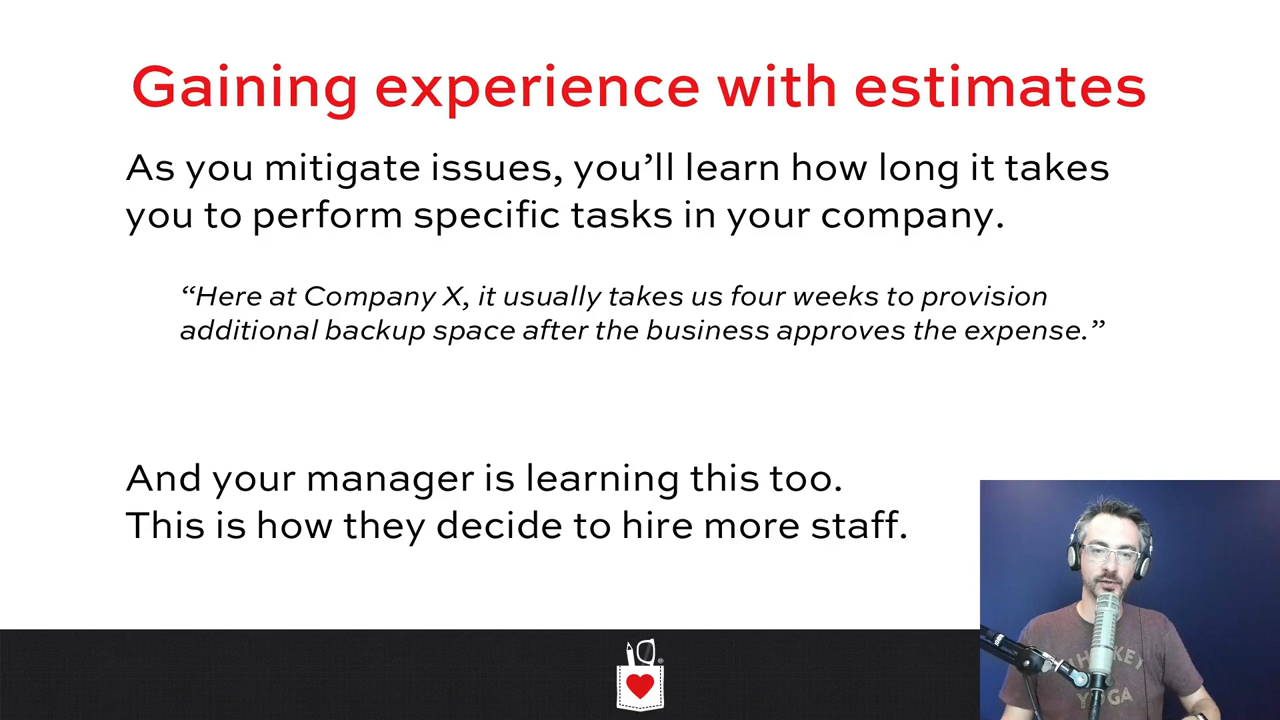 Gaining experience with estimates
As you mitigate issues, you’ll learn how long it takes
you to perform specific tasks in your company.
“Here at Company X, it usually takes us four weeks to provision
additional backup space after the business approves the expense.”
And your manager is learning this too.
This is how they decide to hire more staff.
YOGA